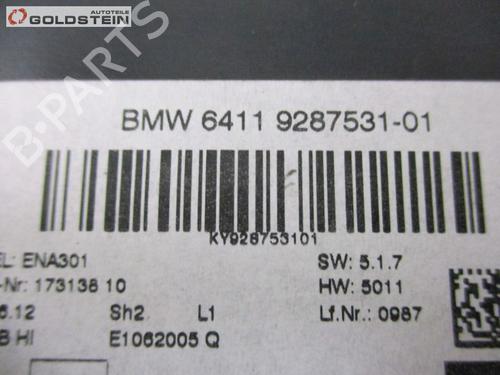 AUTOTEILE
GOLDSTEIN
B-PARTS
BMW 6411 9287531-01
KY928753101
EL: ENA301
SW: 5.1.7
-Nr: 173138 10
HW: 5011
6.12 Sh2 L1
Lf.Nr.: 0987
B HI E1062005 Q